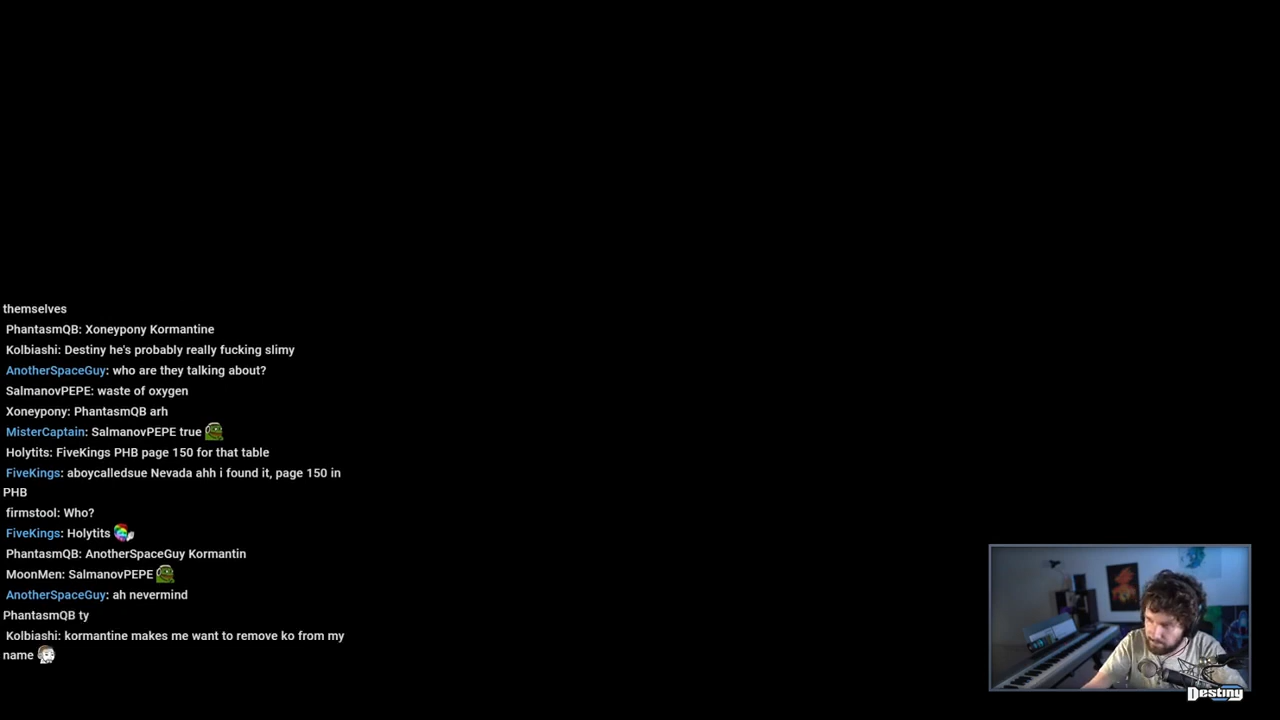 themselves
PhantasmQB: Xoneypony Kormantine
Kolbiashi: Destiny he's probably really fucking slimy
AnotherSpaceGuy: who are they talking about?
SalmanovPEPE: waste of oxygen
Xoneypony: PhantasmQB arh
MisterCaptain: SalmanovPEPE true
Holytits: FiveKings PHB page 150 for that table
FiveKings: aboycalledsue Nevada ahh i found it, page 150 in
PHB
firmstool: Who?
FiveKings: Holytits
PhantasmQB: AnotherSpaceGuy Kormantin
MoonMen: SalmanovPEPE
AnotherSpaceGuy: ah nevermind
PhantasmQB ty
Kolbiashi: kormantine makes me want to remove ko from my
name
Destiny